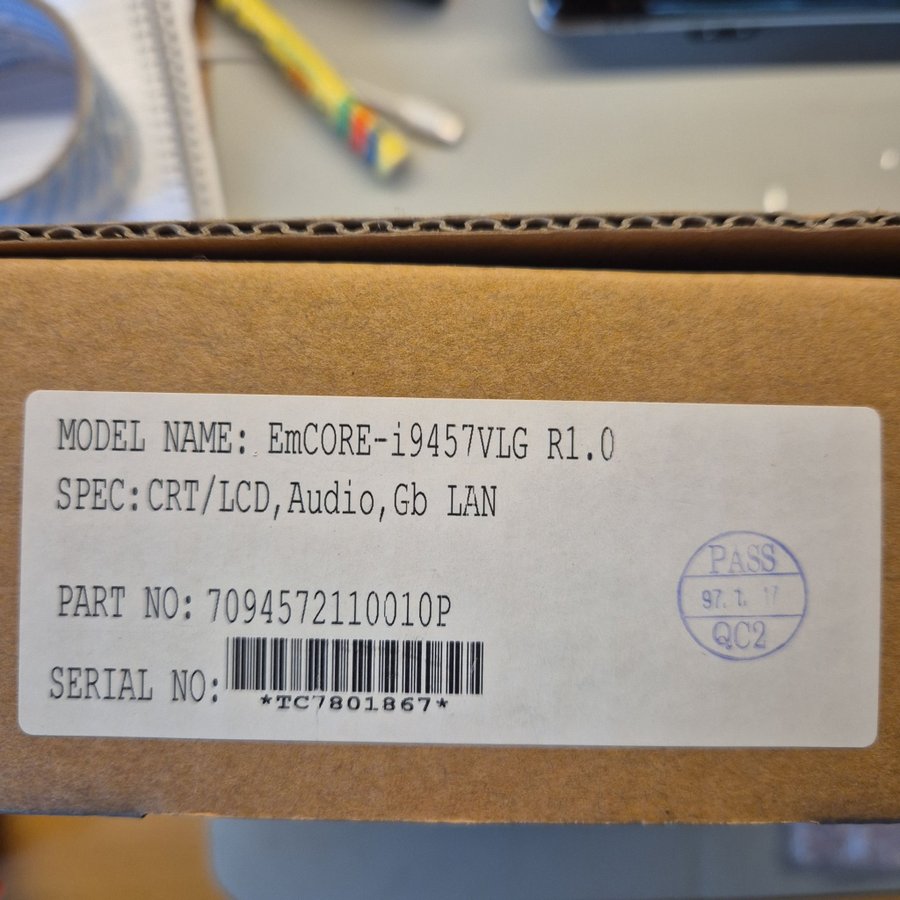 MODEL NAME: EmCORE-i9457VLG R1.0
SPEC:CRT/LCD,Audio,Gb LAN
PART NO: 7094572110010P
SERIAL NO:
*TC7801867*
PASS
97. 1. 17
QC2